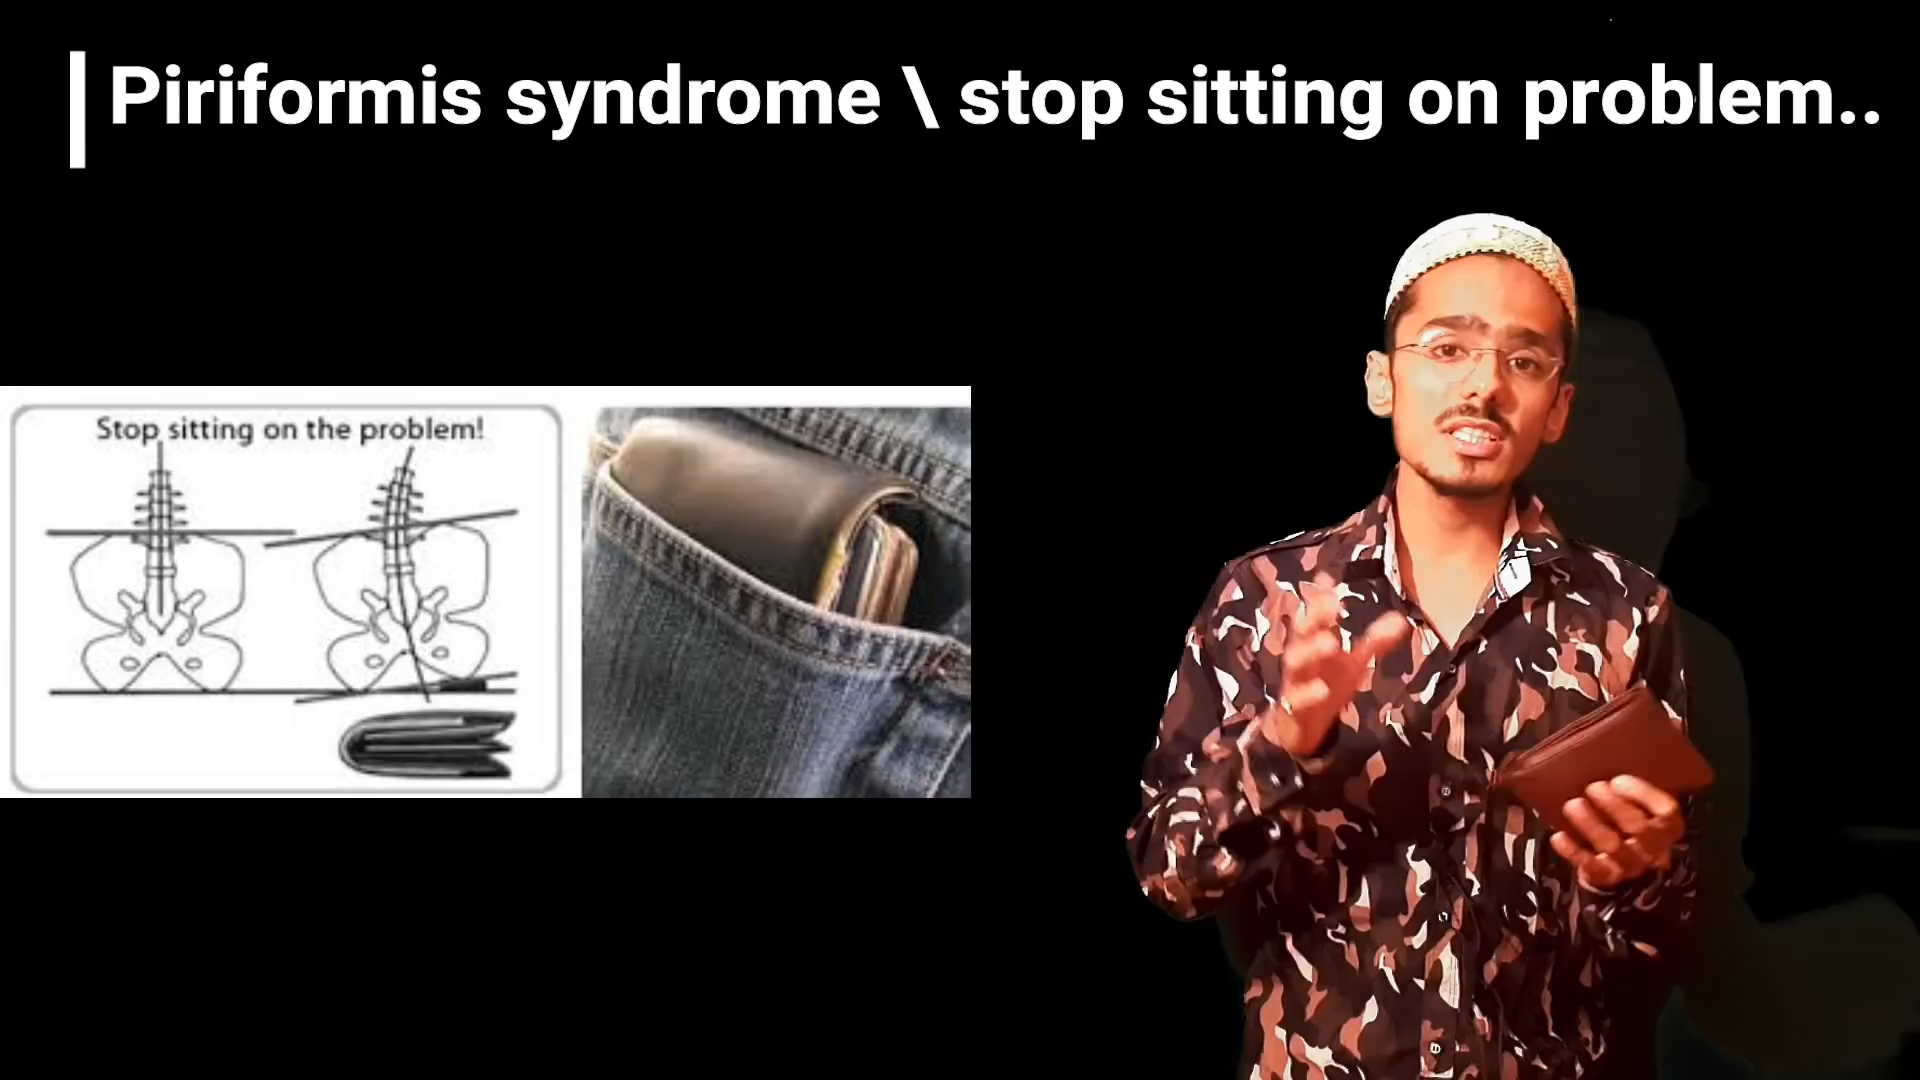 Piriformis syndrome \ stop sitting on problem..
Stop sitting on the problem!